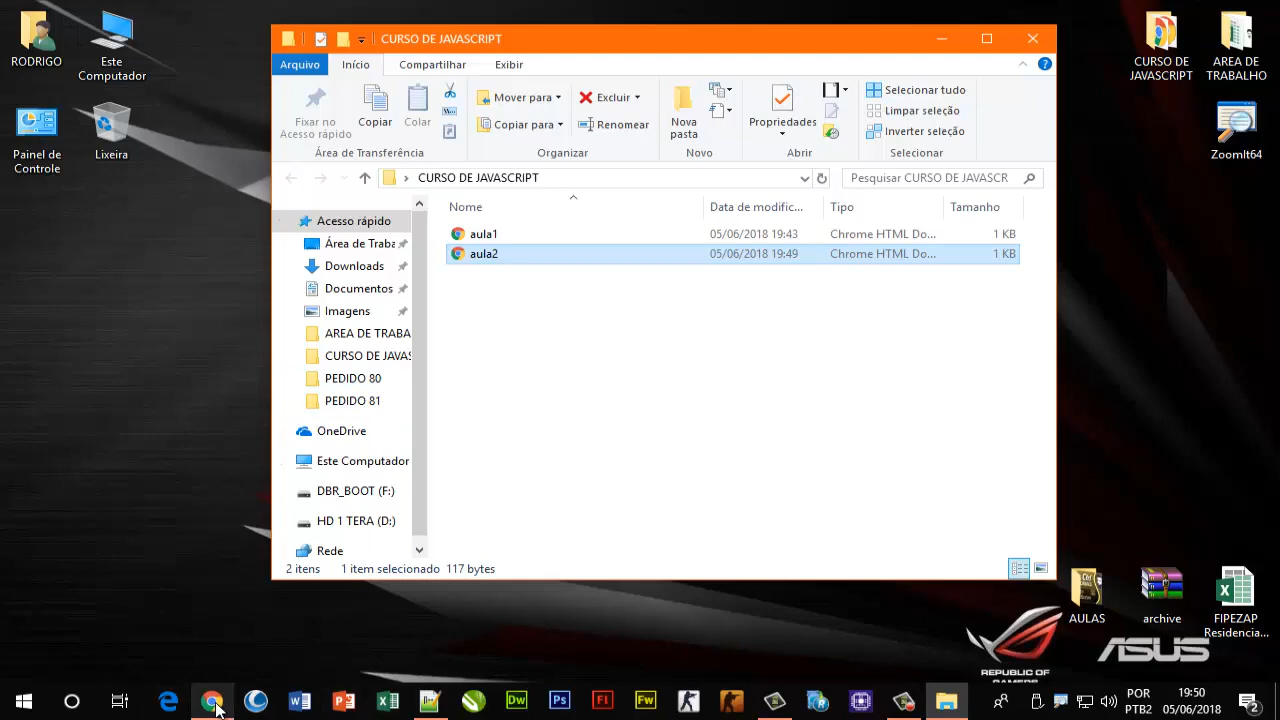 RODRIGO
Este
Computador
Painel de
Controle
Lixeira
CURSO DE JAVASCRIPT
Arquivo
Início
Compartilhar
Exibir
Fixar no
Acesso rápido
Copiar
Colar
Área de Transferência
Mover para
Copiar para
Excluir
Renomear
Organizar
Nova
pasta
Novo
Propriedades
Abrir
Selecionar tudo
Limpar seleção
Inverter seleção
Selecionar
CURSO DE JAVASCRIPT
Pesquisar CURSO DE JAVASCR
Nome
Data de modific...
Tipo
Tamanho
aula1 05/06/2018 19:43 Chrome HTML Do... 1 KB
aula2 05/06/2018 19:49 Chrome HTML Do... 1 KB
Acesso rápido
Área de Traba
Downloads
Documentos
Imagens
AREA DE TRABA
CURSO DE JAVAS
PEDIDO 80
PEDIDO 81
OneDrive
Este Computador
DBR_BOOT (F:)
HD 1 TERA (D:)
Rede
2 itens 1 item selecionado 117 bytes
CURSO DE
JAVASCRIPT
AREA DE
TRABALHO
ZoomIt64
AULAS
archive
FIPEZAP
Residencia...
REPUBLIC OF
GAMERS
ASUS
POR
PTB2
19:50
05/06/2018
2